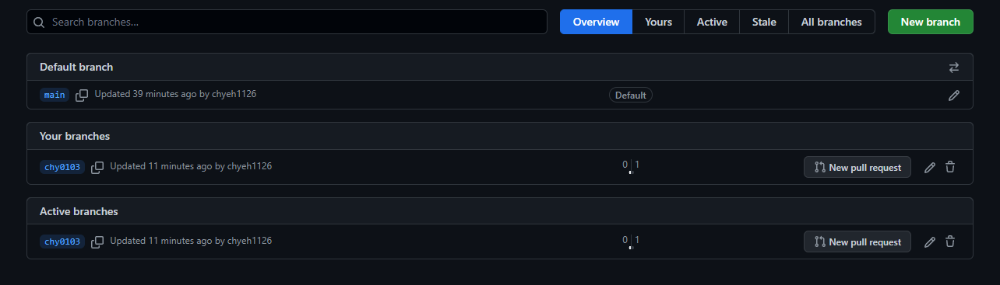 Search branches... Overview Yours Active Stale All branches New branch
Default branch
main Updated 39 minutes ago by chyeh1126 Default
Your branches
chy0103 Updated 11 minutes ago by chyeh1126 0 1 New pull request
Active branches
chy0103 Updated 11 minutes ago by chyeh1126 0 1 New pull request